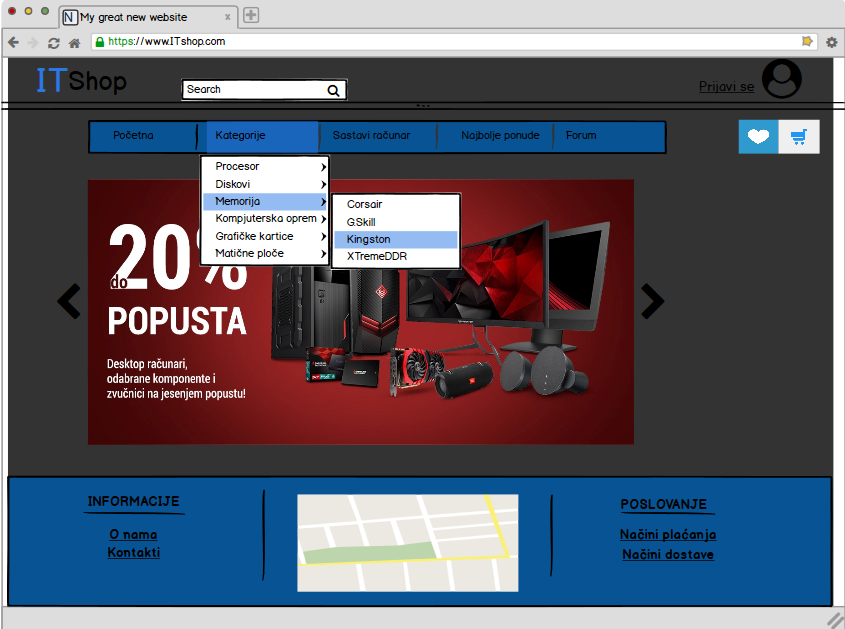 My great new website
https://www.ITshop.com
ITShop
Search
Prijavi se
Početna
Kategorije
Sastavi računar
Najbolje ponude
Forum
Procesor
Diskovi
Memorija
Kompjuterska oprem
Grafičke kartice
Matične ploče
Corsair
G.Skill
Kingston
XTremeDDR
do 20%
POPUSTA
Desktop računari,
odabrane komponente i
zvučnici na jesenjem popustu!
INFORMACIJE
O nama
Kontakti
POSLOVANJE
Načini plaćanja
Načini dostave